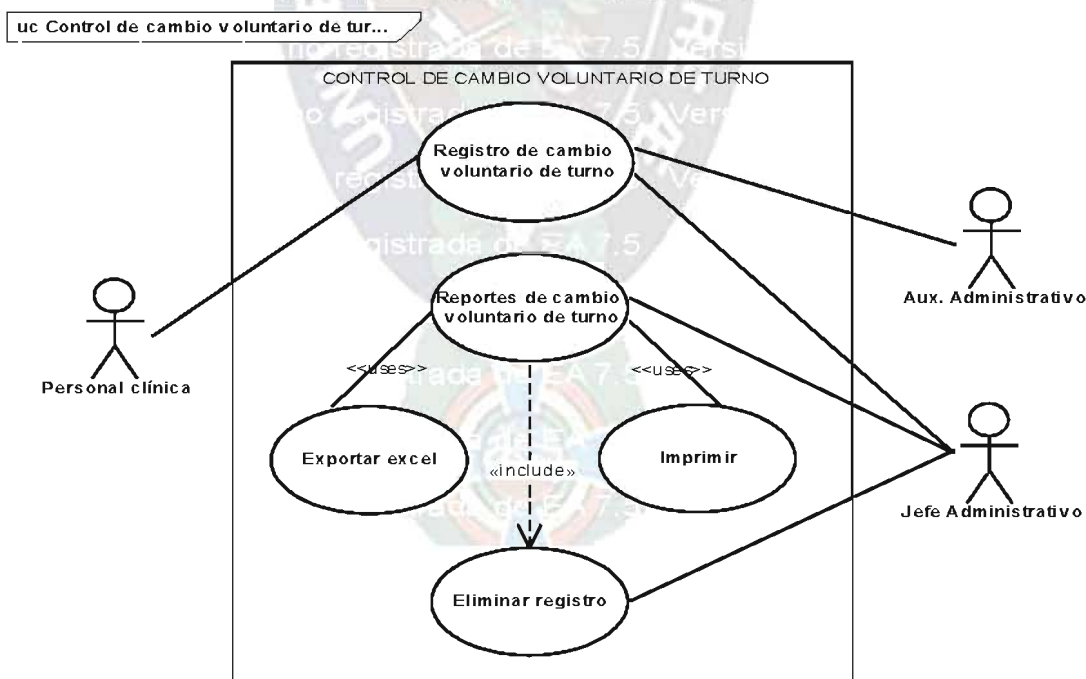 uc Control de cambio voluntario de tur...
CONTROL DE CAMBIO VOLUNTARIO DE TURNO
Registro de cambio
voluntario de turno
Aux. Administrativo
Reportes de cambio
voluntario de turno
Personal clínica
<<uses>>
<<uses>>
Exportar excel
«include»
Imprimir
Jefe Administrativo
Eliminar registro